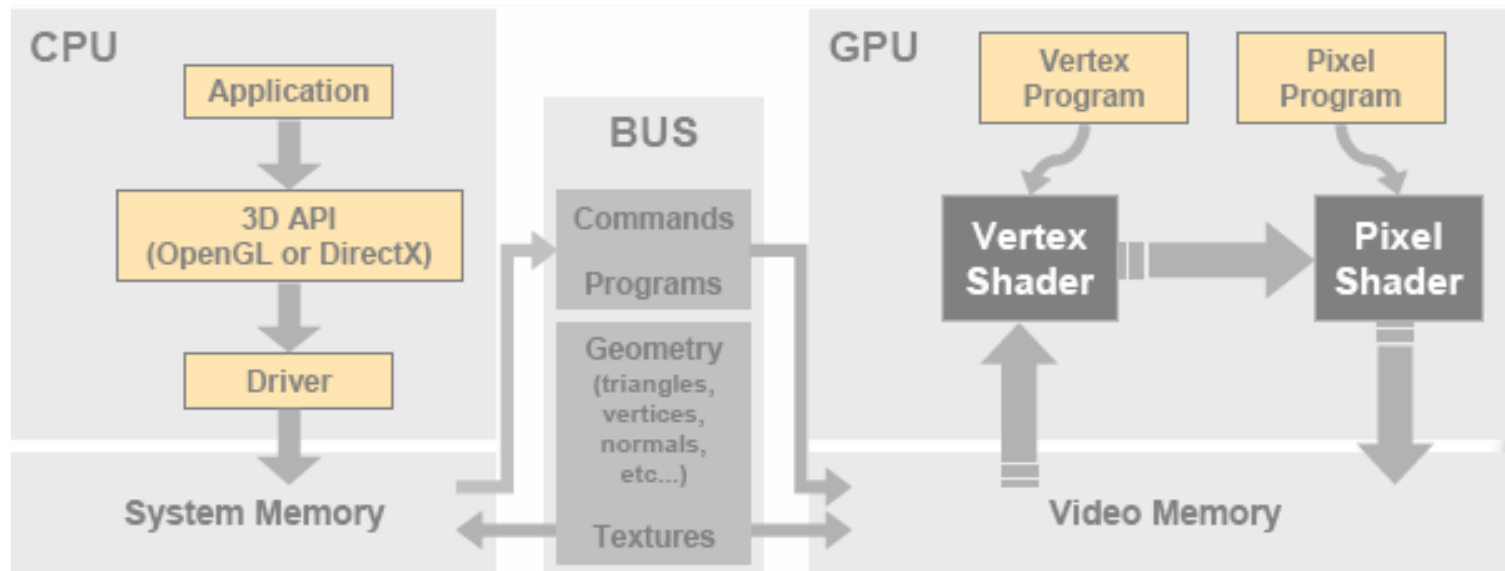 CPU
Application
3D API
(OpenGL or DirectX)
Driver
System Memory
BUS
Commands
Programs
Geometry
(triangles,
vertices,
normals,
etc...)
Textures
GPU
Vertex
Program
Pixel
Program
Vertex
Shader
Pixel
Shader
Video Memory